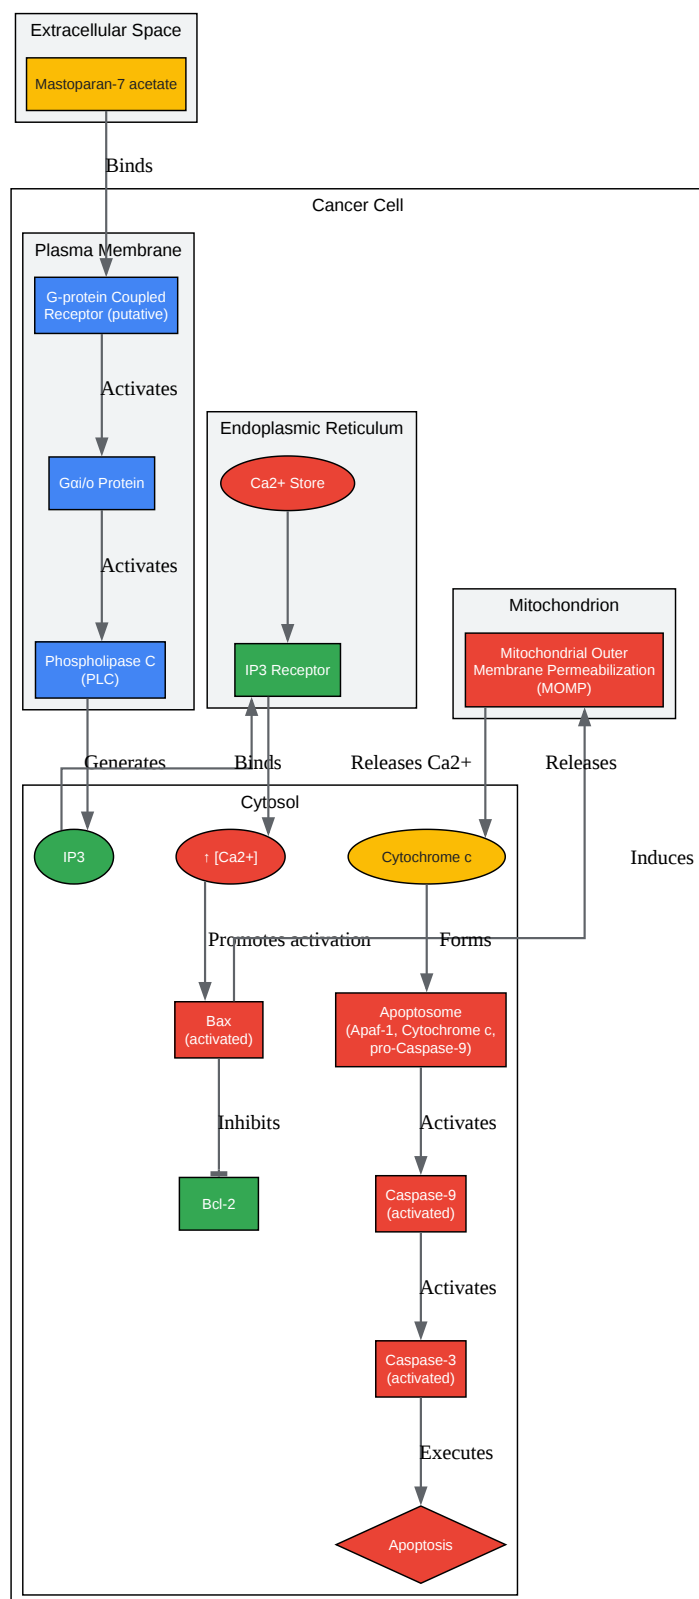 Extracellular Space
Mastoparan-7 acetate
Binds
Cancer Cell
Plasma Membrane
G-protein Coupled
Receptor (putative)
Activates
Endoplasmic Reticulum
Ca2+ Store
Gαi/o Protein
Activates
Mitochondrion
Mitochondrial Outer
Membrane Permeabilization
(MOMP)
Phospholipase C
(PLC)
IP3 Receptor
Generates
Binds
Releases Ca2+
Releases
Cytosol
IP3
↑ [Ca2+]
Cytochrome c
Induces
Promotes activation
Forms
Bax
(activated)
Apoptosome
(Apaf-1, Cytochrome c,
pro-Caspase-9)
Inhibits
Activates
Bcl-2
Caspase-9
(activated)
Activates
Caspase-3
(activated)
Executes
Apoptosis